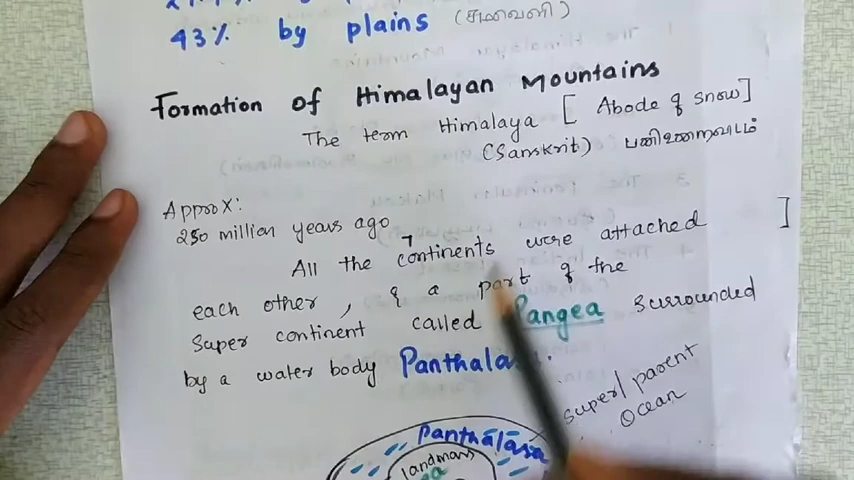 43% by plains (சமவெளி)
Formation of Himalayan Mountains
The term Himalaya [ Abode of snow]
(Sanskrit) பனிஉறைவிடம்
Approx:
250 million years ago
All the 7 continents were attached ]
each other, & a part of the
Super continent called Pangea surrounded
by a water body
super/parent
Ocean
Panthalasa
landmass